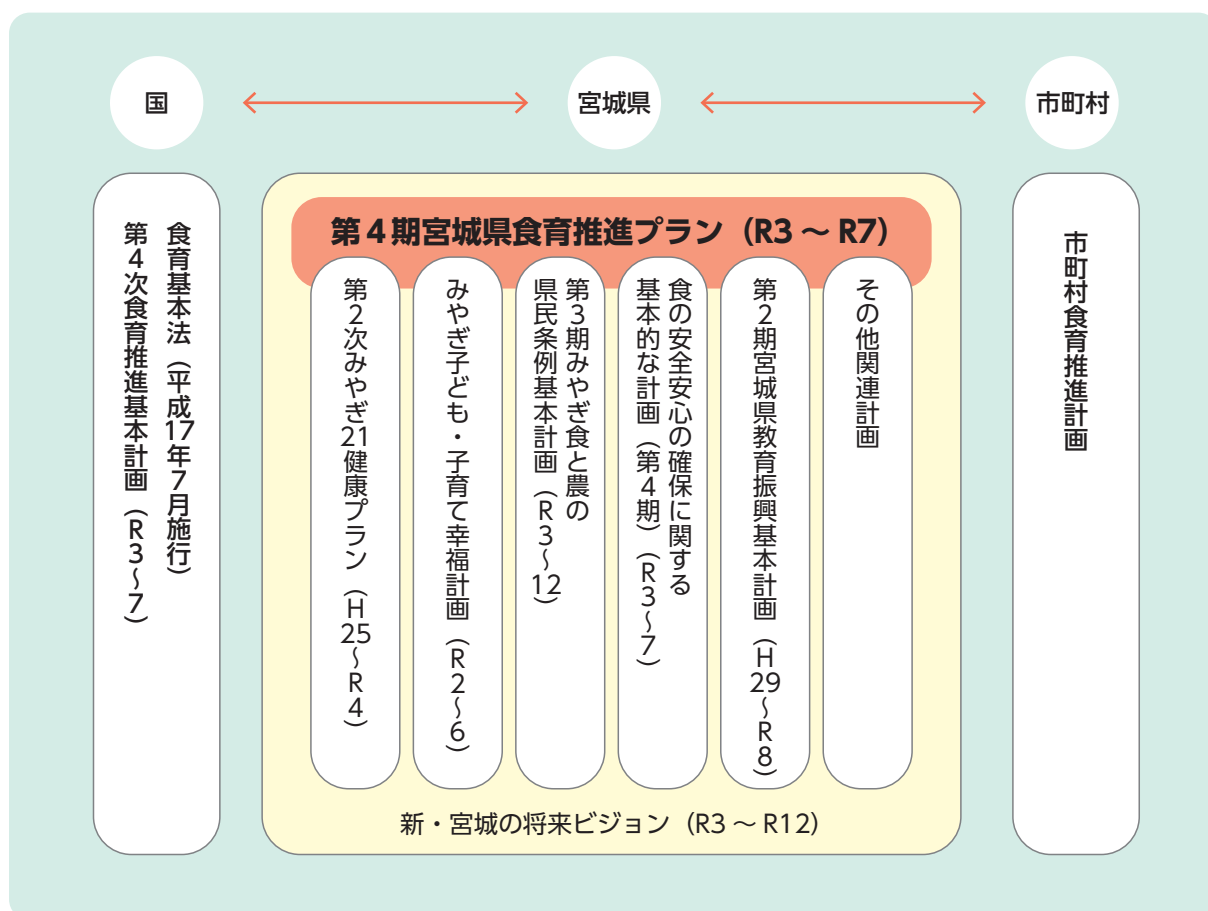 国
宮城県
市町村
食育基本法（平成17年7月施行）
第4次食育推進基本計画（R3～7）
第4期宮城県食育推進プラン（R3 ～ R7）
第2次みやぎ21健康プラン（H25～R4）
みやぎ子ども・子育て幸福計画（R2～6）
第3期みやぎ食と農の
県民条例基本計画（R3～12）
食の安全安心の確保に関する
基本的な計画（第4期）（R3～7）
第2期宮城県教育振興基本計画（H29～R8）
その他関連計画
新・宮城の将来ビジョン（R3 ～ R12）
市町村食育推進計画